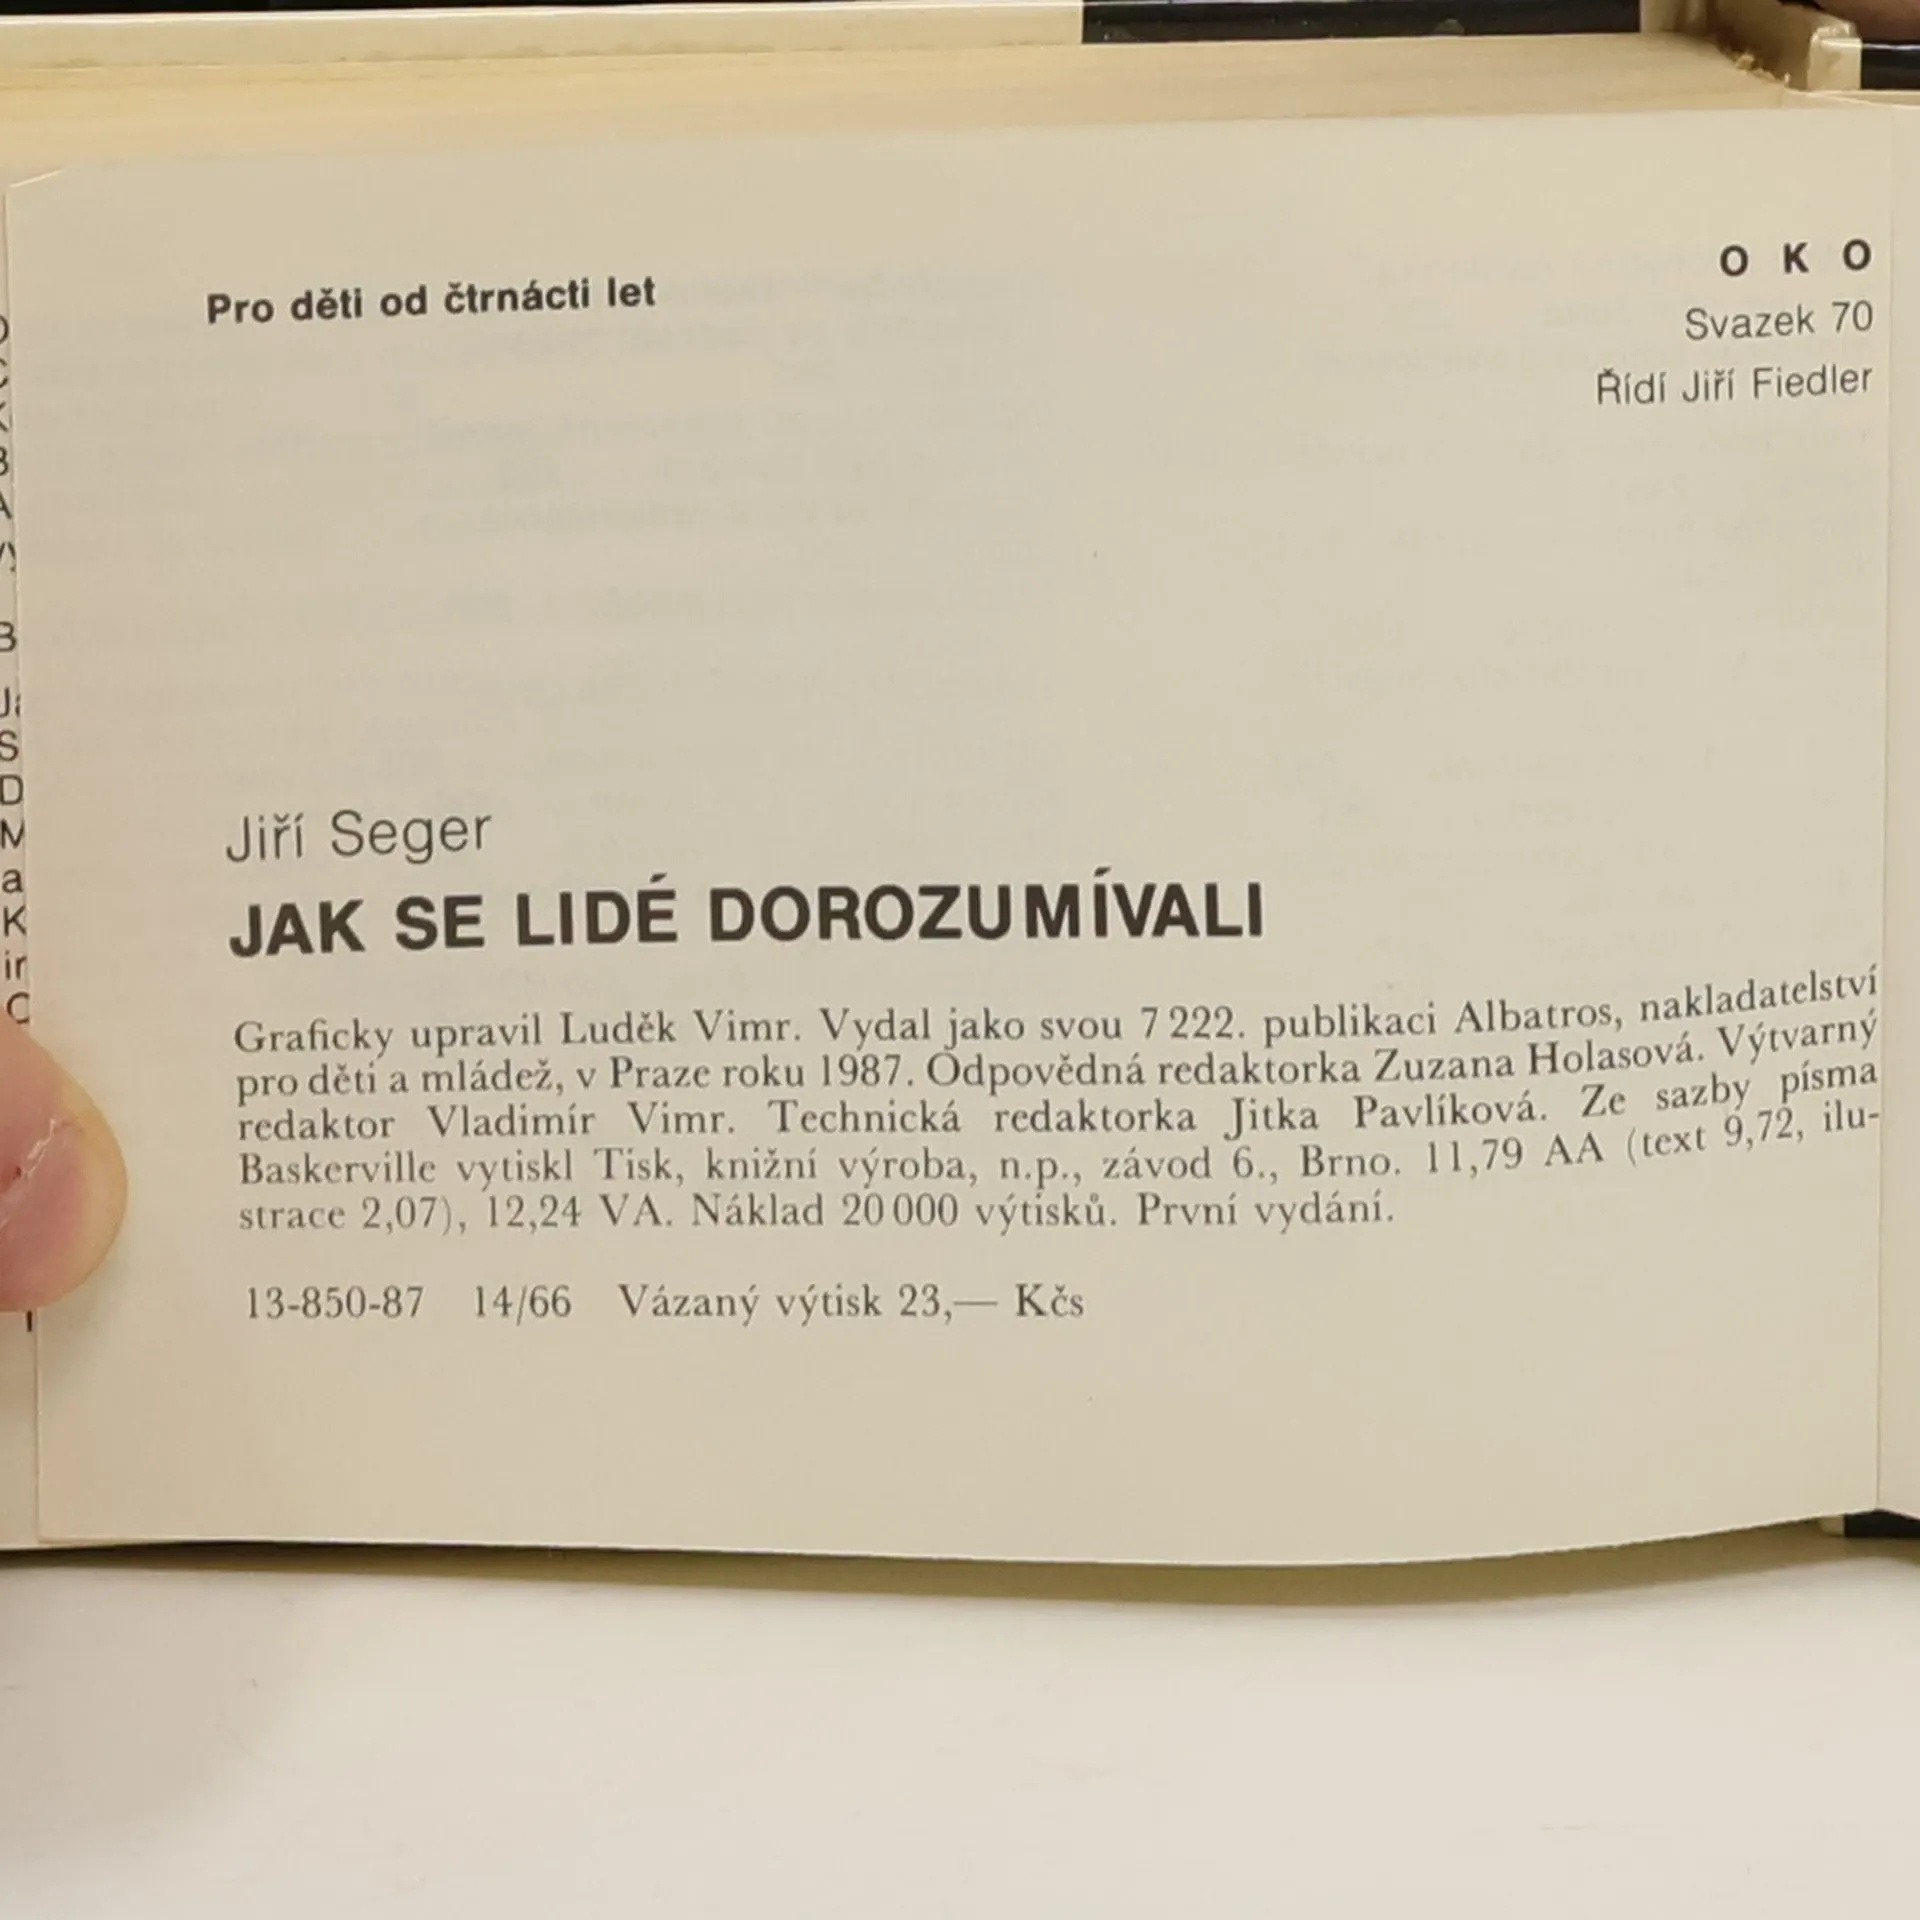 Pro děti od čtrnácti let
O K O
Svazek 70
Řídí Jiří Fiedler
Jiří Seger
JAK SE LIDÉ DOROZUMÍVALI
Graficky upravil Luděk Vimr. Vydal jako svou 7 222. publikaci Albatros, nakladatelství
pro děti a mládež, v Praze roku 1987. Odpovědná redaktorka Zuzana Holasová. Výtvarný
redaktor Vladimír Vimr. Technická redaktorka Jitka Pavlíková. Ze sazby písma
Baskerville vytiskl Tisk, knižní výroba, n.p., závod 6., Brno. 11,79 AA (text 9,72, ilu-
strace 2,07), 12,24 VA. Náklad 20 000 výtisků. První vydání.
13-850-87 14/66 Vázaný výtisk 23,— Kčs